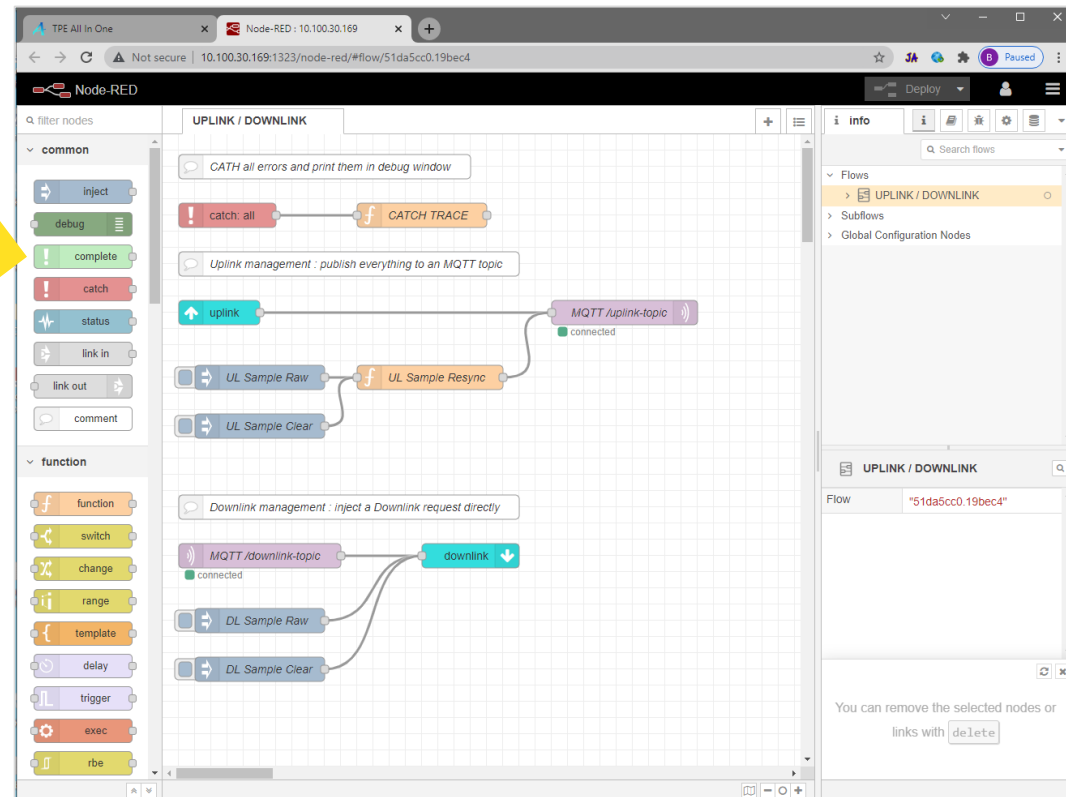 TPE All In One
Node-RED : 10.100.30.169
Not secure
10.100.30.169:1323/node-red/#flow/51da5cc0.19bec4
JA
B Paused
Node-RED
Deploy
filter nodes
common
inject
debug
complete
catch
status
link in
link out
comment
function
function
switch
change
range
template
delay
trigger
exec
rbe
UPLINK / DOWNLINK
CATH all errors and print them in debug window
catch: all
CATCH TRACE
Uplink management : publish everything to an MQTT topic
uplink
MQTT /uplink-topic
connected
UL Sample Raw
UL Sample Resync
UL Sample Clear
Downlink management : inject a Downlink request directly
MQTT /downlink-topic
downlink
connected
DL Sample Raw
DL Sample Clear
i info
i
Search flows
Flows
UPLINK / DOWNLINK
Subflows
Global Configuration Nodes
UPLINK / DOWNLINK
Flow "51da5cc0.19bec4"
You can remove the selected nodes or
links with delete